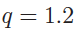 q = 1.2